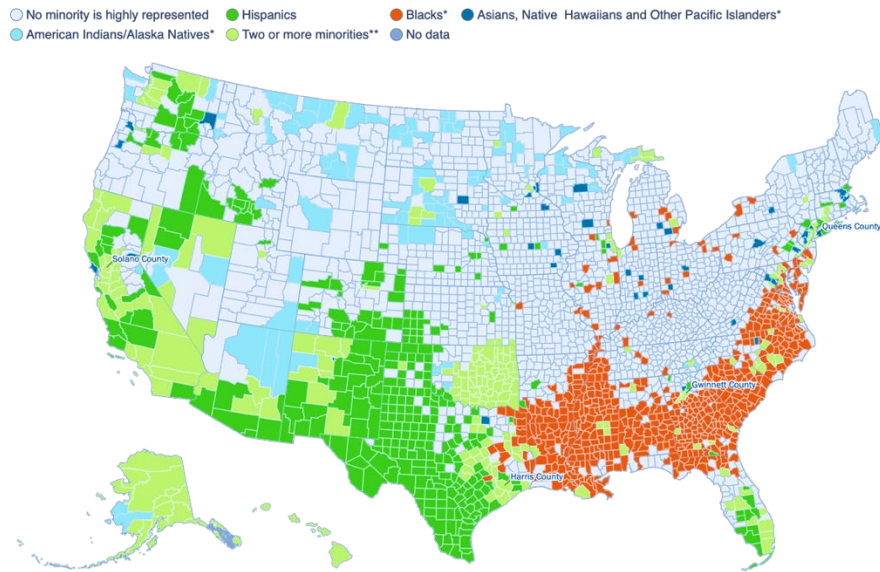 No minority is highly represented Hispanics Blacks* Asians, Native Hawaiians and Other Pacific Islanders*
American Indians/Alaska Natives* Two or more minorities** No data
Queens County
Solano County
Gwinnett County
Harris County